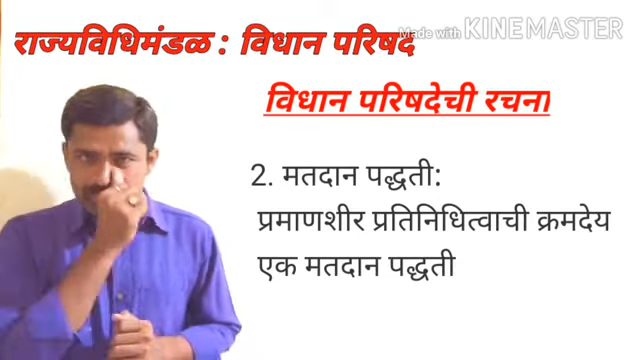 राज्यविधिमंडळ : विधान परिषद
Made with KINEMASTER
विधान परिषदेची रचना
2. मतदान पद्धती:
प्रमाणशीर प्रतिनिधित्वाची क्रमदेय
एक मतदान पद्धती